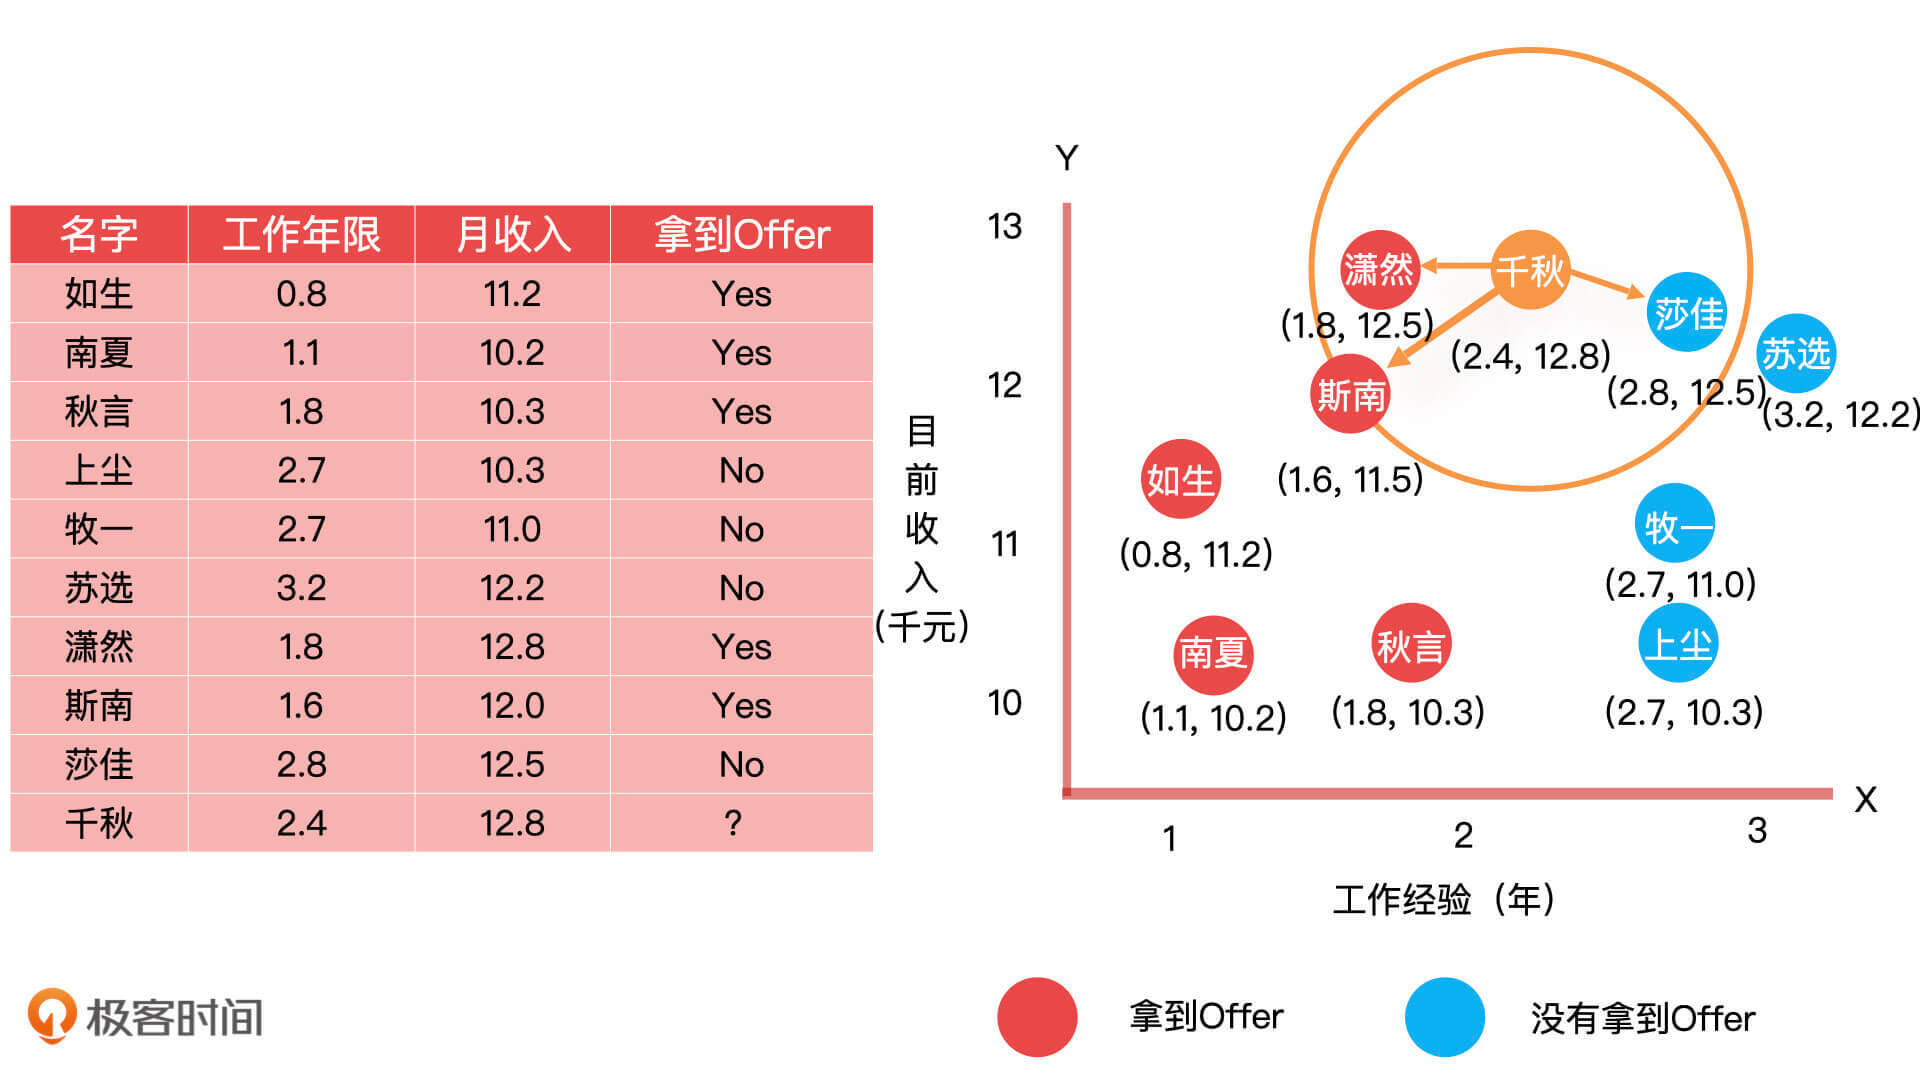 名字 工作年限 月收入 拿到Offer
如生 0.8 11.2 Yes
南夏 1.1 10.2 Yes
秋言 1.8 10.3 Yes
上尘 2.7 10.3 No
牧一 2.7 11.0 No
苏选 3.2 12.2 No
潇然 1.8 12.8 Yes
斯南 1.6 12.0 Yes
莎佳 2.8 12.5 No
千秋 2.4 12.8 ?
Y
13
12
11
10
目前收入
(千元)
潇然
(1.8, 12.5)
千秋
(2.4, 12.8)
莎佳
(2.8, 12.5)
苏选
(3.2, 12.2)
斯南
(1.6, 11.5)
如生
(0.8, 11.2)
牧一
(2.7, 11.0)
南夏
(1.1, 10.2)
秋言
(1.8, 10.3)
上尘
(2.7, 10.3)
X
1 2 3
工作经验（年）
拿到Offer
没有拿到Offer
极客时间